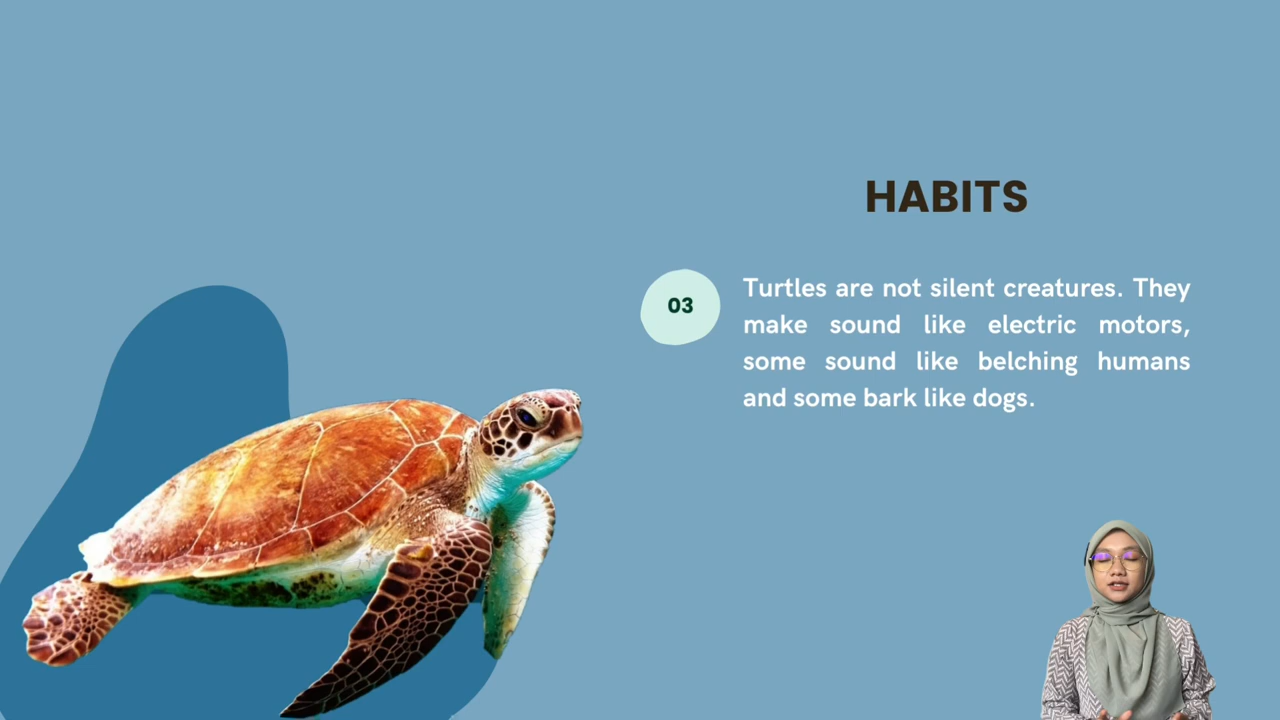 HABITS
03
Turtles are not silent creatures. They
make sound like electric motors,
some sound like belching humans
and some bark like dogs.